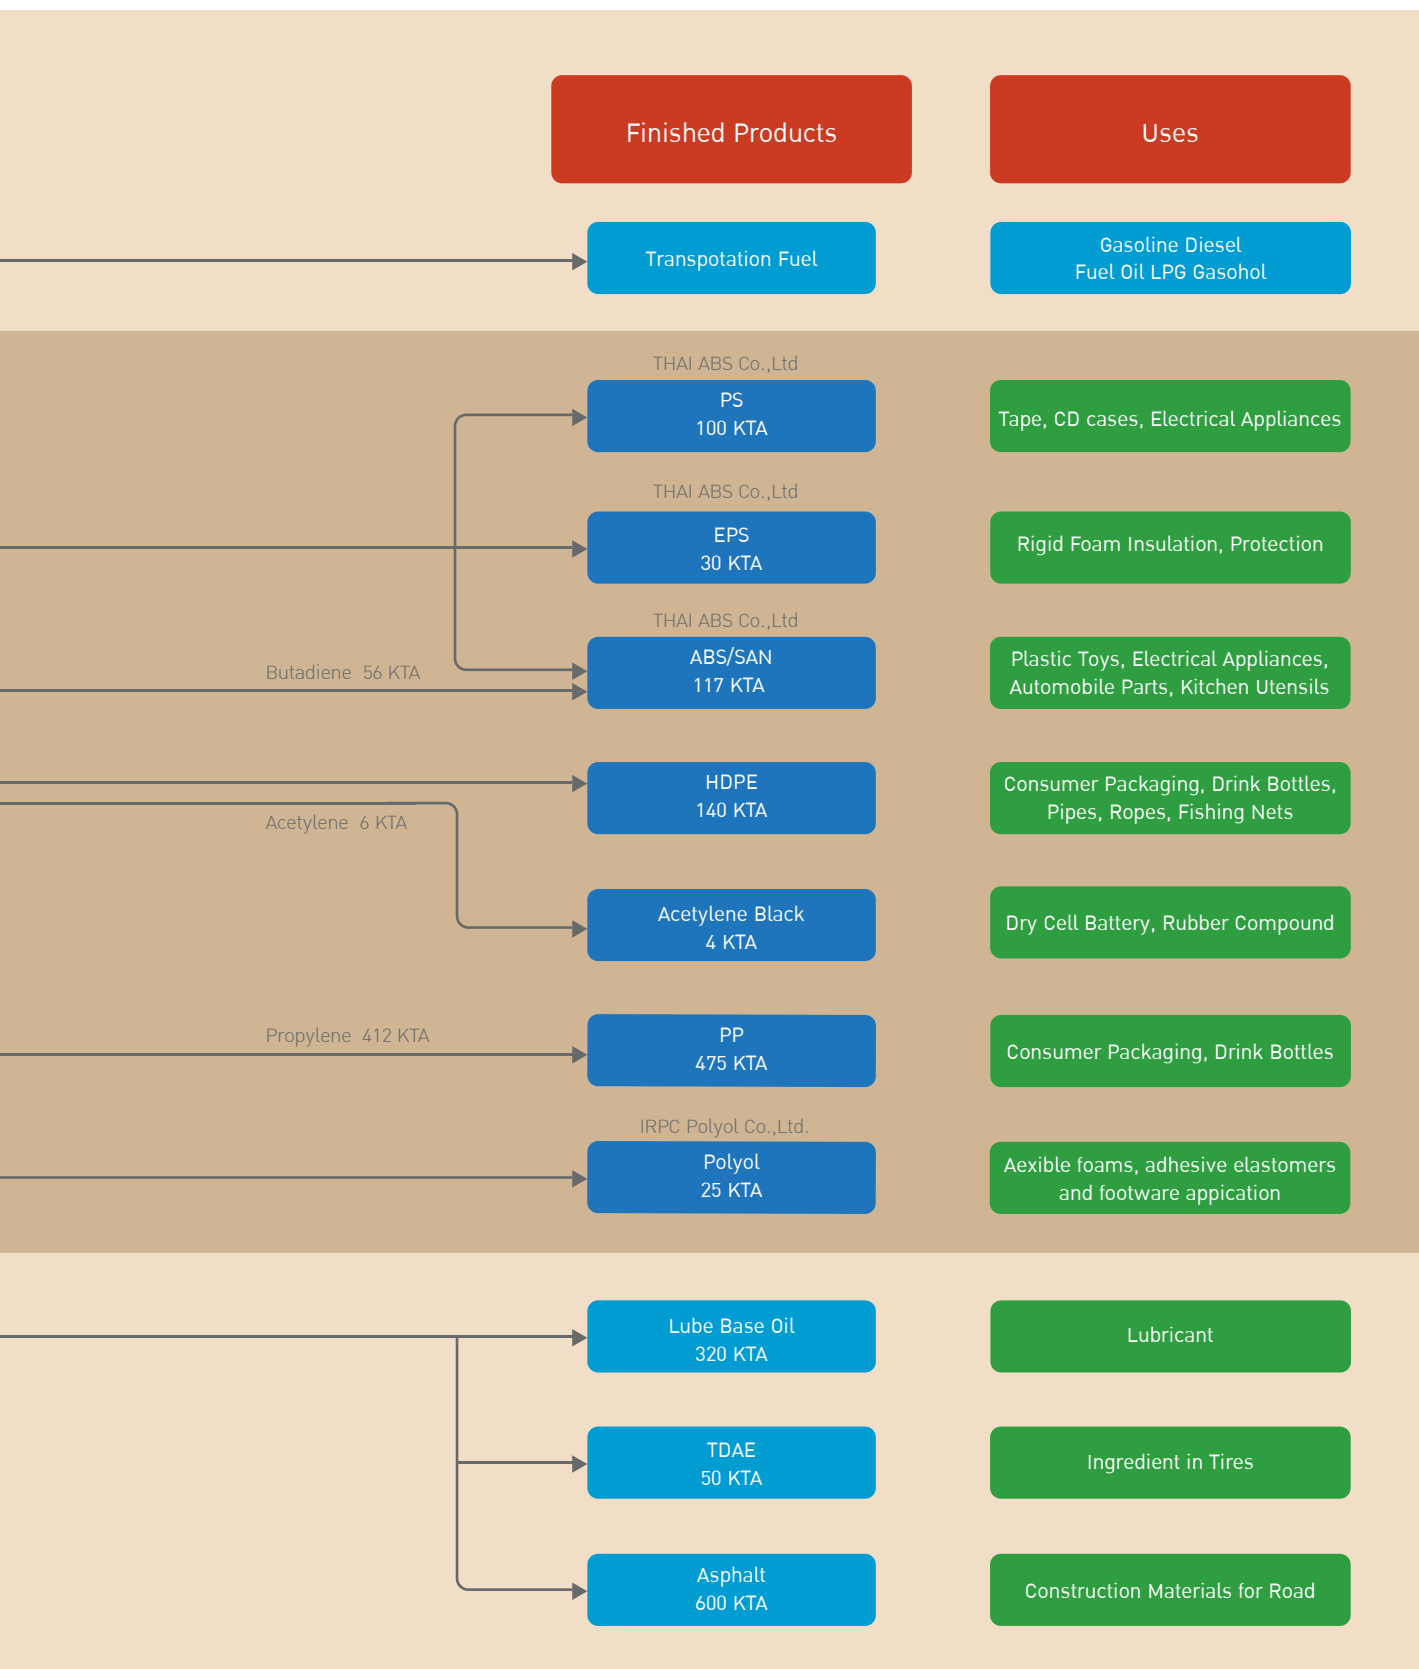 Finished Products
Uses
Transpotation Fuel
Gasoline Diesel
Fuel Oil LPG Gasohol
THAI ABS Co.,Ltd
PS
100 KTA
Tape, CD cases, Electrical Appliances
THAI ABS Co.,Ltd
EPS
30 KTA
Rigid Foam Insulation, Protection
THAI ABS Co.,Ltd
Butadiene 56 KTA
ABS/SAN
117 KTA
Plastic Toys, Electrical Appliances,
Automobile Parts, Kitchen Utensils
HDPE
140 KTA
Consumer Packaging, Drink Bottles,
Pipes, Ropes, Fishing Nets
Acetylene 6 KTA
Acetylene Black
4 KTA
Dry Cell Battery, Rubber Compound
Propylene 412 KTA
PP
475 KTA
Consumer Packaging, Drink Bottles
IRPC Polyol Co.,Ltd.
Polyol
25 KTA
Aexible foams, adhesive elastomers
and footware appication
Lube Base Oil
320 KTA
Lubricant
TDAE
50 KTA
Ingredient in Tires
Asphalt
600 KTA
Construction Materials for Road